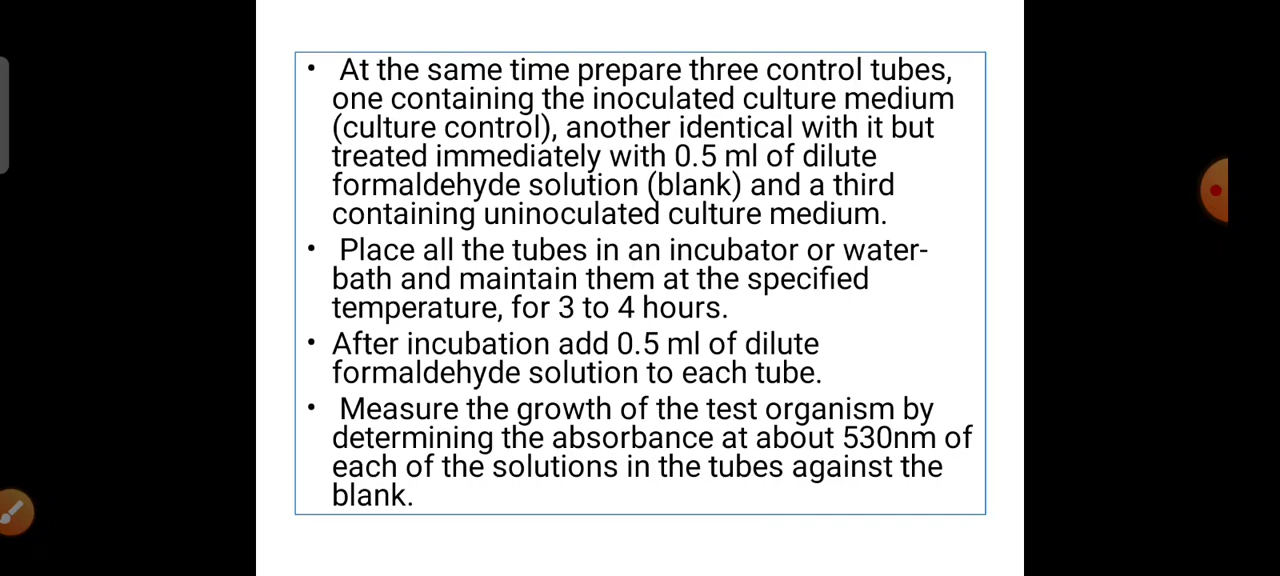 • At the same time prepare three control tubes,
one containing the inoculated culture medium
(culture control), another identical with it but
treated immediately with 0.5 ml of dilute
formaldehyde solution (blank) and a third
containing uninoculated culture medium.
• Place all the tubes in an incubator or water-
bath and maintain them at the specified
temperature, for 3 to 4 hours.
• After incubation add 0.5 ml of dilute
formaldehyde solution to each tube.
• Measure the growth of the test organism by
determining the absorbance at about 530nm of
each of the solutions in the tubes against the
blank.